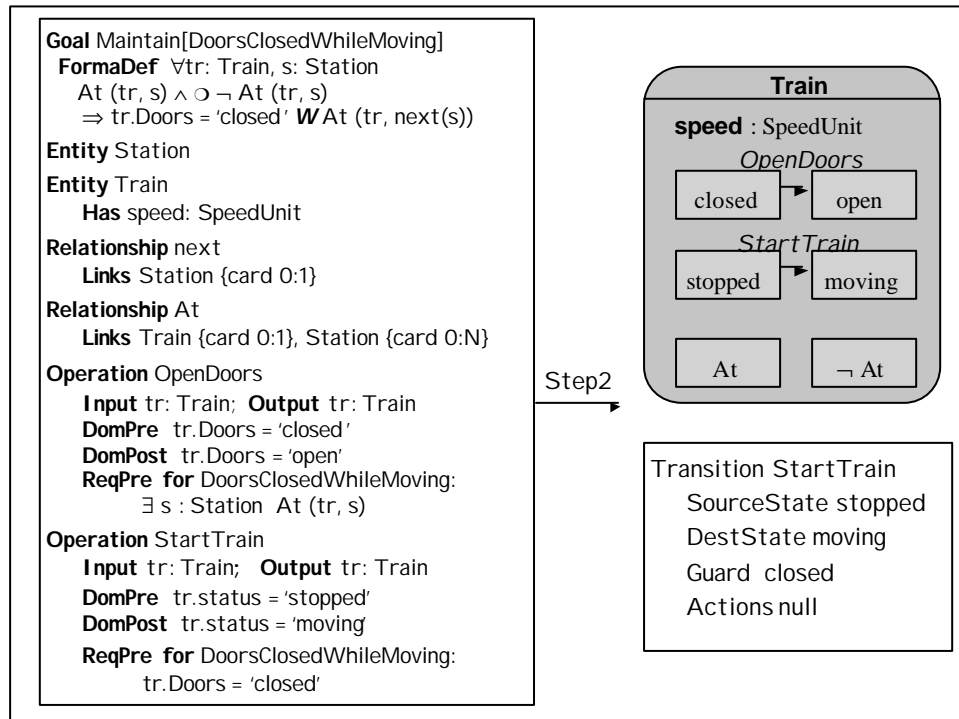 Goal Maintain[DoorsClosedWhileMoving]
FormaDef ∀tr: Train, s: Station
At (tr, s) ∧ ❍ ¬ At (tr, s)
⇒ tr.Doors = 'closed' W At (tr, next(s))
Entity Station
Entity Train
Has speed: SpeedUnit
Relationship next
Links Station {card 0:1}
Relationship At
Links Train {card 0:1}, Station {card 0:N}
Operation OpenDoors
Input tr: Train; Output tr: Train
DomPre tr.Doors = 'closed'
DomPost tr.Doors = 'open'
ReqPre for DoorsClosedWhileMoving:
∃ s : Station At (tr, s)
Operation StartTrain
Input tr: Train; Output tr: Train
DomPre tr.status = 'stopped'
DomPost tr.status = 'moving'
ReqPre for DoorsClosedWhileMoving:
tr.Doors = 'closed'
Step2
Train
speed : SpeedUnit
OpenDoors
closed open
StartTrain
stopped moving
At ¬ At
Transition StartTrain
SourceState stopped
DestState moving
Guard closed
Actions null